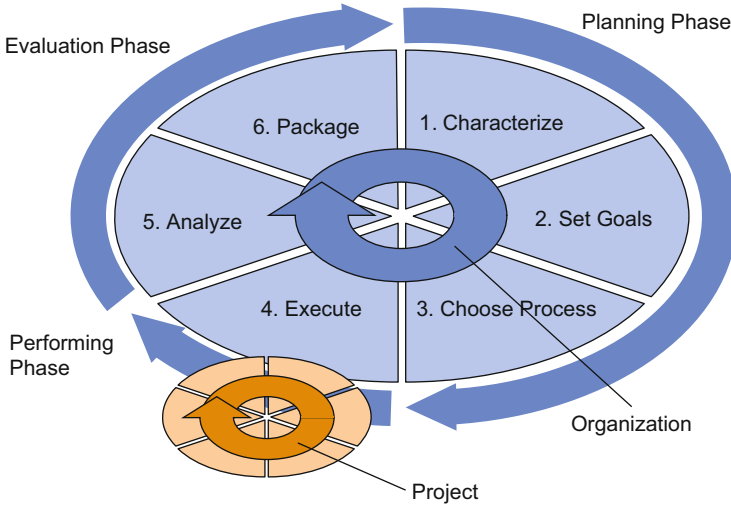 Planning Phase
Evaluation Phase
6. Package
1. Characterize
5. Analyze
2. Set Goals
4. Execute
3. Choose Process
Performing
Phase
Organization
Project